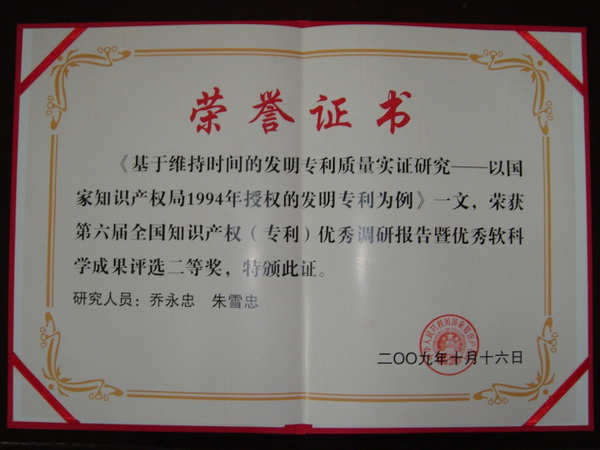 荣誉证书
《基于维持时间的发明专利质量实证研究——以国
家知识产权局1994年授权的发明专利为例》一文，荣获
第六届全国知识产权（专利）优秀调研报告暨优秀软科
学成果评选二等奖，特颁此证。
研究人员：乔永忠 朱雪忠
二〇〇九年十月十六日